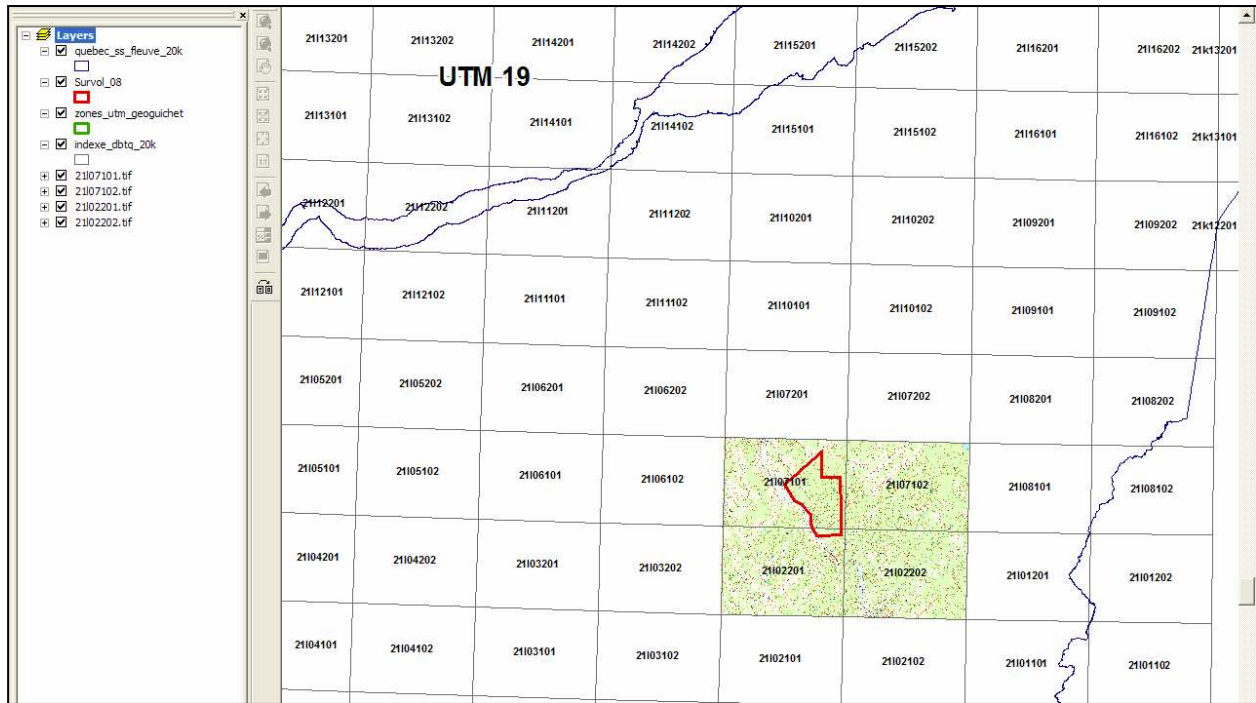 Layers
quebec_ss_fleuve_20k
Survol_08
zones_utm_geoguichet
indexe_dbtq_20k
21l07101.tif
21l07102.tif
21l02201.tif
21l02202.tif
UTM 19
21l13201 21l13202 21l14201 21l14202 21l15201 21l15202 21l16201 21l16202 21k13201
21l13101 21l13102 21l14101 21l14102 21l15101 21l15102 21l16101 21l16102 21k13101
21l12201 21l12202 21l11201 21l11202 21l10201 21l10202 21l09201 21l09202 21k12201
21l12101 21l12102 21l11101 21l11102 21l10101 21l10102 21l09101 21l09102
21l05201 21l05202 21l06201 21l06202 21l07201 21l07202 21l08201 21l08202
21l05101 21l05102 21l06101 21l06102 21l07101 21l07102 21l08101 21l08102
21l04201 21l04202 21l03201 21l03202 21l02201 21l02202 21l01201 21l01202
21l04101 21l04102 21l03101 21l03102 21l02101 21l02102 21l01101 21l01102